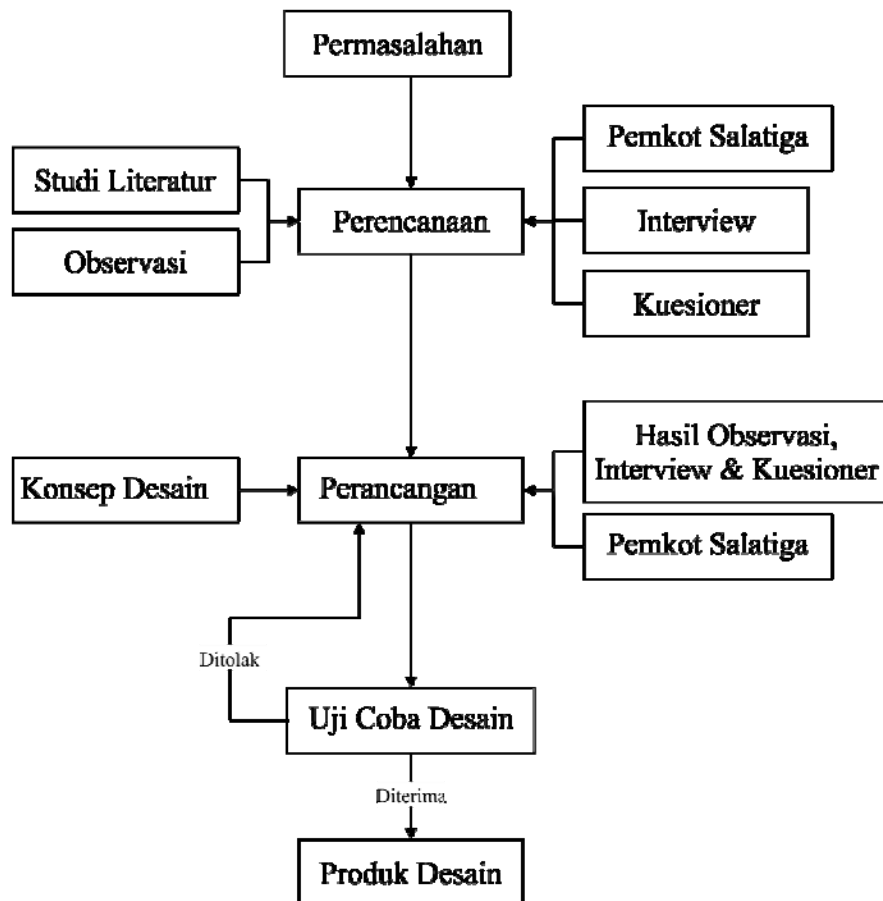 Permasalahan
Pemkot Salatiga
Studi Literatur
Perencanaan
Interview
Observasi
Kuesioner
Hasil Observasi,
Interview & Kuesioner
Konsep Desain
Perancangan
Pemkot Salatiga
Ditolak
Uji Coba Desain
Diterima
Produk Desain